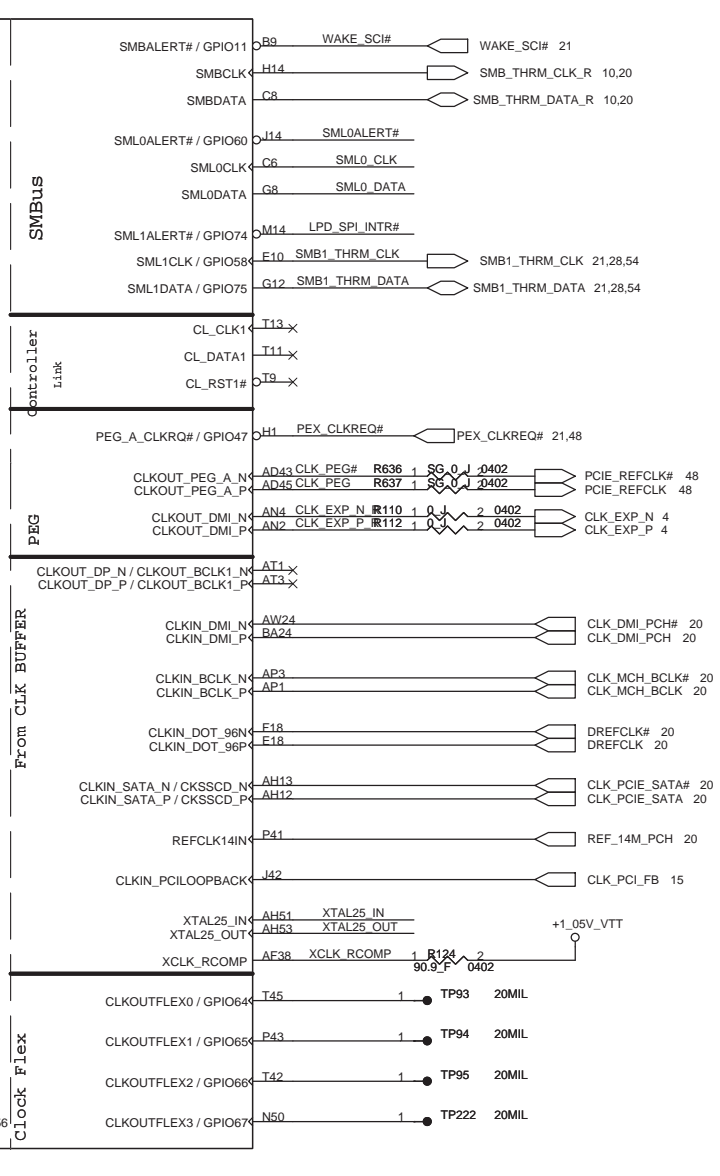 SMBus
SMBALERT# / GPIO11 B9 WAKE_SCI# WAKE_SCI# 21
SMBCLK H14 SMB_THRM_CLK_R 10,20
SMBDATA C8 SMB_THRM_DATA_R 10,20
SML0ALERT# / GPIO60 J14 SML0ALERT#
SML0CLK C6 SML0_CLK
SML0DATA G8 SML0_DATA
SML1ALERT# / GPIO74 M14 LPD_SPI_INTR#
SML1CLK / GPIO58 E10 SMB1_THRM_CLK SMB1_THRM_CLK 21,28,54
SML1DATA / GPIO75 G12 SMB1_THRM_DATA SMB1_THRM_DATA 21,28,54
Controller
Link
CL_CLK1 T13
CL_DATA1 T11
CL_RST1# T9
PEG
PEG_A_CLKRQ# / GPIO47 H1 PEX_CLKREQ# PEX_CLKREQ# 21,48
CLKOUT_PEG_A_N AD43 CLK_PEG# R636 1 SG_0_J 2 0402 PCIE_REFCLK# 48
CLKOUT_PEG_A_P AD45 CLK_PEG R637 1 SG_0_J 2 0402 PCIE_REFCLK 48
CLKOUT_DMI_N AN4 CLK_EXP_N_R R110 1 0_J 2 0402 CLK_EXP_N 4
CLKOUT_DMI_P AN2 CLK_EXP_P_R R112 1 0_J 2 0402 CLK_EXP_P 4
From CLK BUFFER
CLKOUT_DP_N / CLKOUT_BCLK1_N AT1
CLKOUT_DP_P / CLKOUT_BCLK1_P AT3
CLKIN_DMI_N AW24 CLK_DMI_PCH# 20
CLKIN_DMI_P BA24 CLK_DMI_PCH 20
CLKIN_BCLK_N AP3 CLK_MCH_BCLK# 20
CLKIN_BCLK_P AP1 CLK_MCH_BCLK 20
CLKIN_DOT_96N F18 DREFCLK# 20
CLKIN_DOT_96P E18 DREFCLK 20
CLKIN_SATA_N / CKSSCD_N AH13 CLK_PCIE_SATA# 20
CLKIN_SATA_P / CKSSCD_P AH12 CLK_PCIE_SATA 20
REFCLK14IN P41 REF_14M_PCH 20
CLKIN_PCILOOPBACK J42 CLK_PCI_FB 15
XTAL25_IN AH51 XTAL25_IN
XTAL25_OUT AH53 XTAL25_OUT
+1_05V_VTT
XCLK_RCOMP AF38 XCLK_RCOMP 1 R124 2
90.9_F 0402
Clock Flex
CLKOUTFLEX0 / GPIO64 T45 1 TP93 20MIL
CLKOUTFLEX1 / GPIO65 P43 1 TP94 20MIL
CLKOUTFLEX2 / GPIO66 T42 1 TP95 20MIL
CLKOUTFLEX3 / GPIO67 N50 1 TP222 20MIL